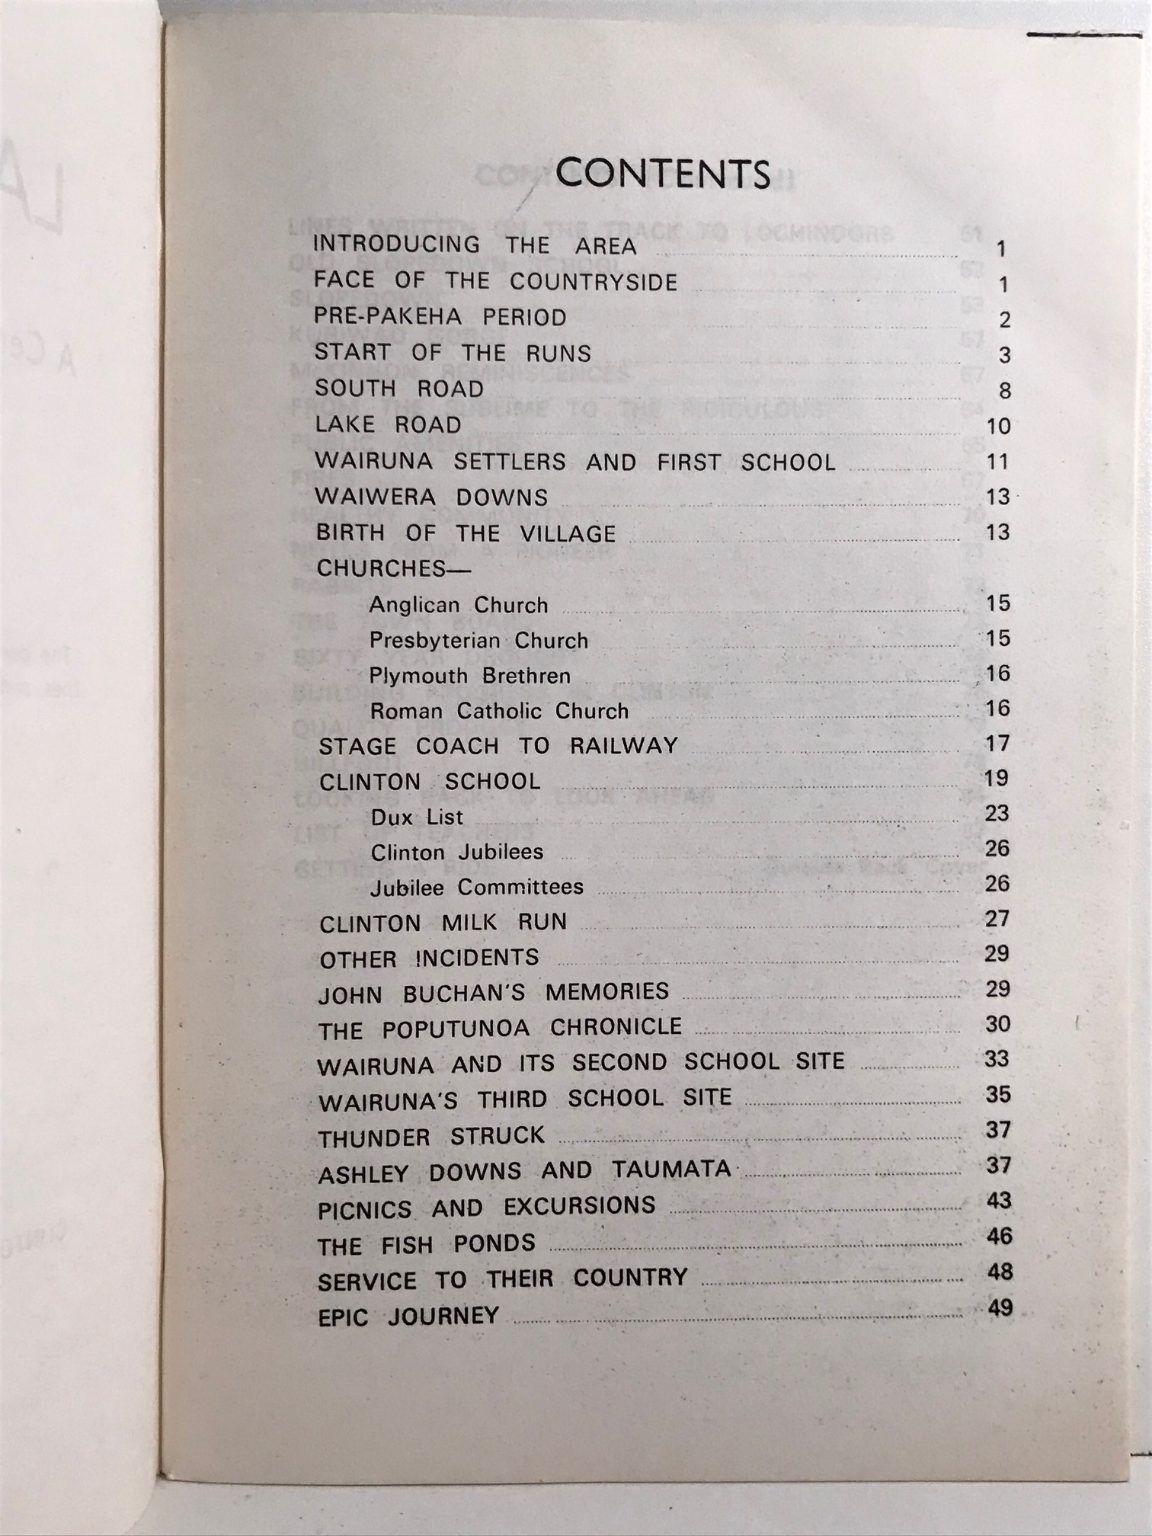 CONTENTS
INTRODUCING THE AREA 1
FACE OF THE COUNTRYSIDE 1
PRE-PAKEHA PERIOD 2
START OF THE RUNS 3
SOUTH ROAD 8
LAKE ROAD 10
WAIRUNA SETTLERS AND FIRST SCHOOL 11
WAIWERA DOWNS 13
BIRTH OF THE VILLAGE 13
CHURCHES—
Anglican Church 15
Presbyterian Church 15
Plymouth Brethren 16
Roman Catholic Church 16
STAGE COACH TO RAILWAY 17
CLINTON SCHOOL 19
Dux List 23
Clinton Jubilees 26
Jubilee Committees 26
CLINTON MILK RUN 27
OTHER INCIDENTS 29
JOHN BUCHAN'S MEMORIES 29
THE POPUTUNOA CHRONICLE 30
WAIRUNA AND ITS SECOND SCHOOL SITE 33
WAIRUNA'S THIRD SCHOOL SITE 35
THUNDER STRUCK 37
ASHLEY DOWNS AND TAUMATA 37
PICNICS AND EXCURSIONS 43
THE FISH PONDS 46
SERVICE TO THEIR COUNTRY 48
EPIC JOURNEY 49